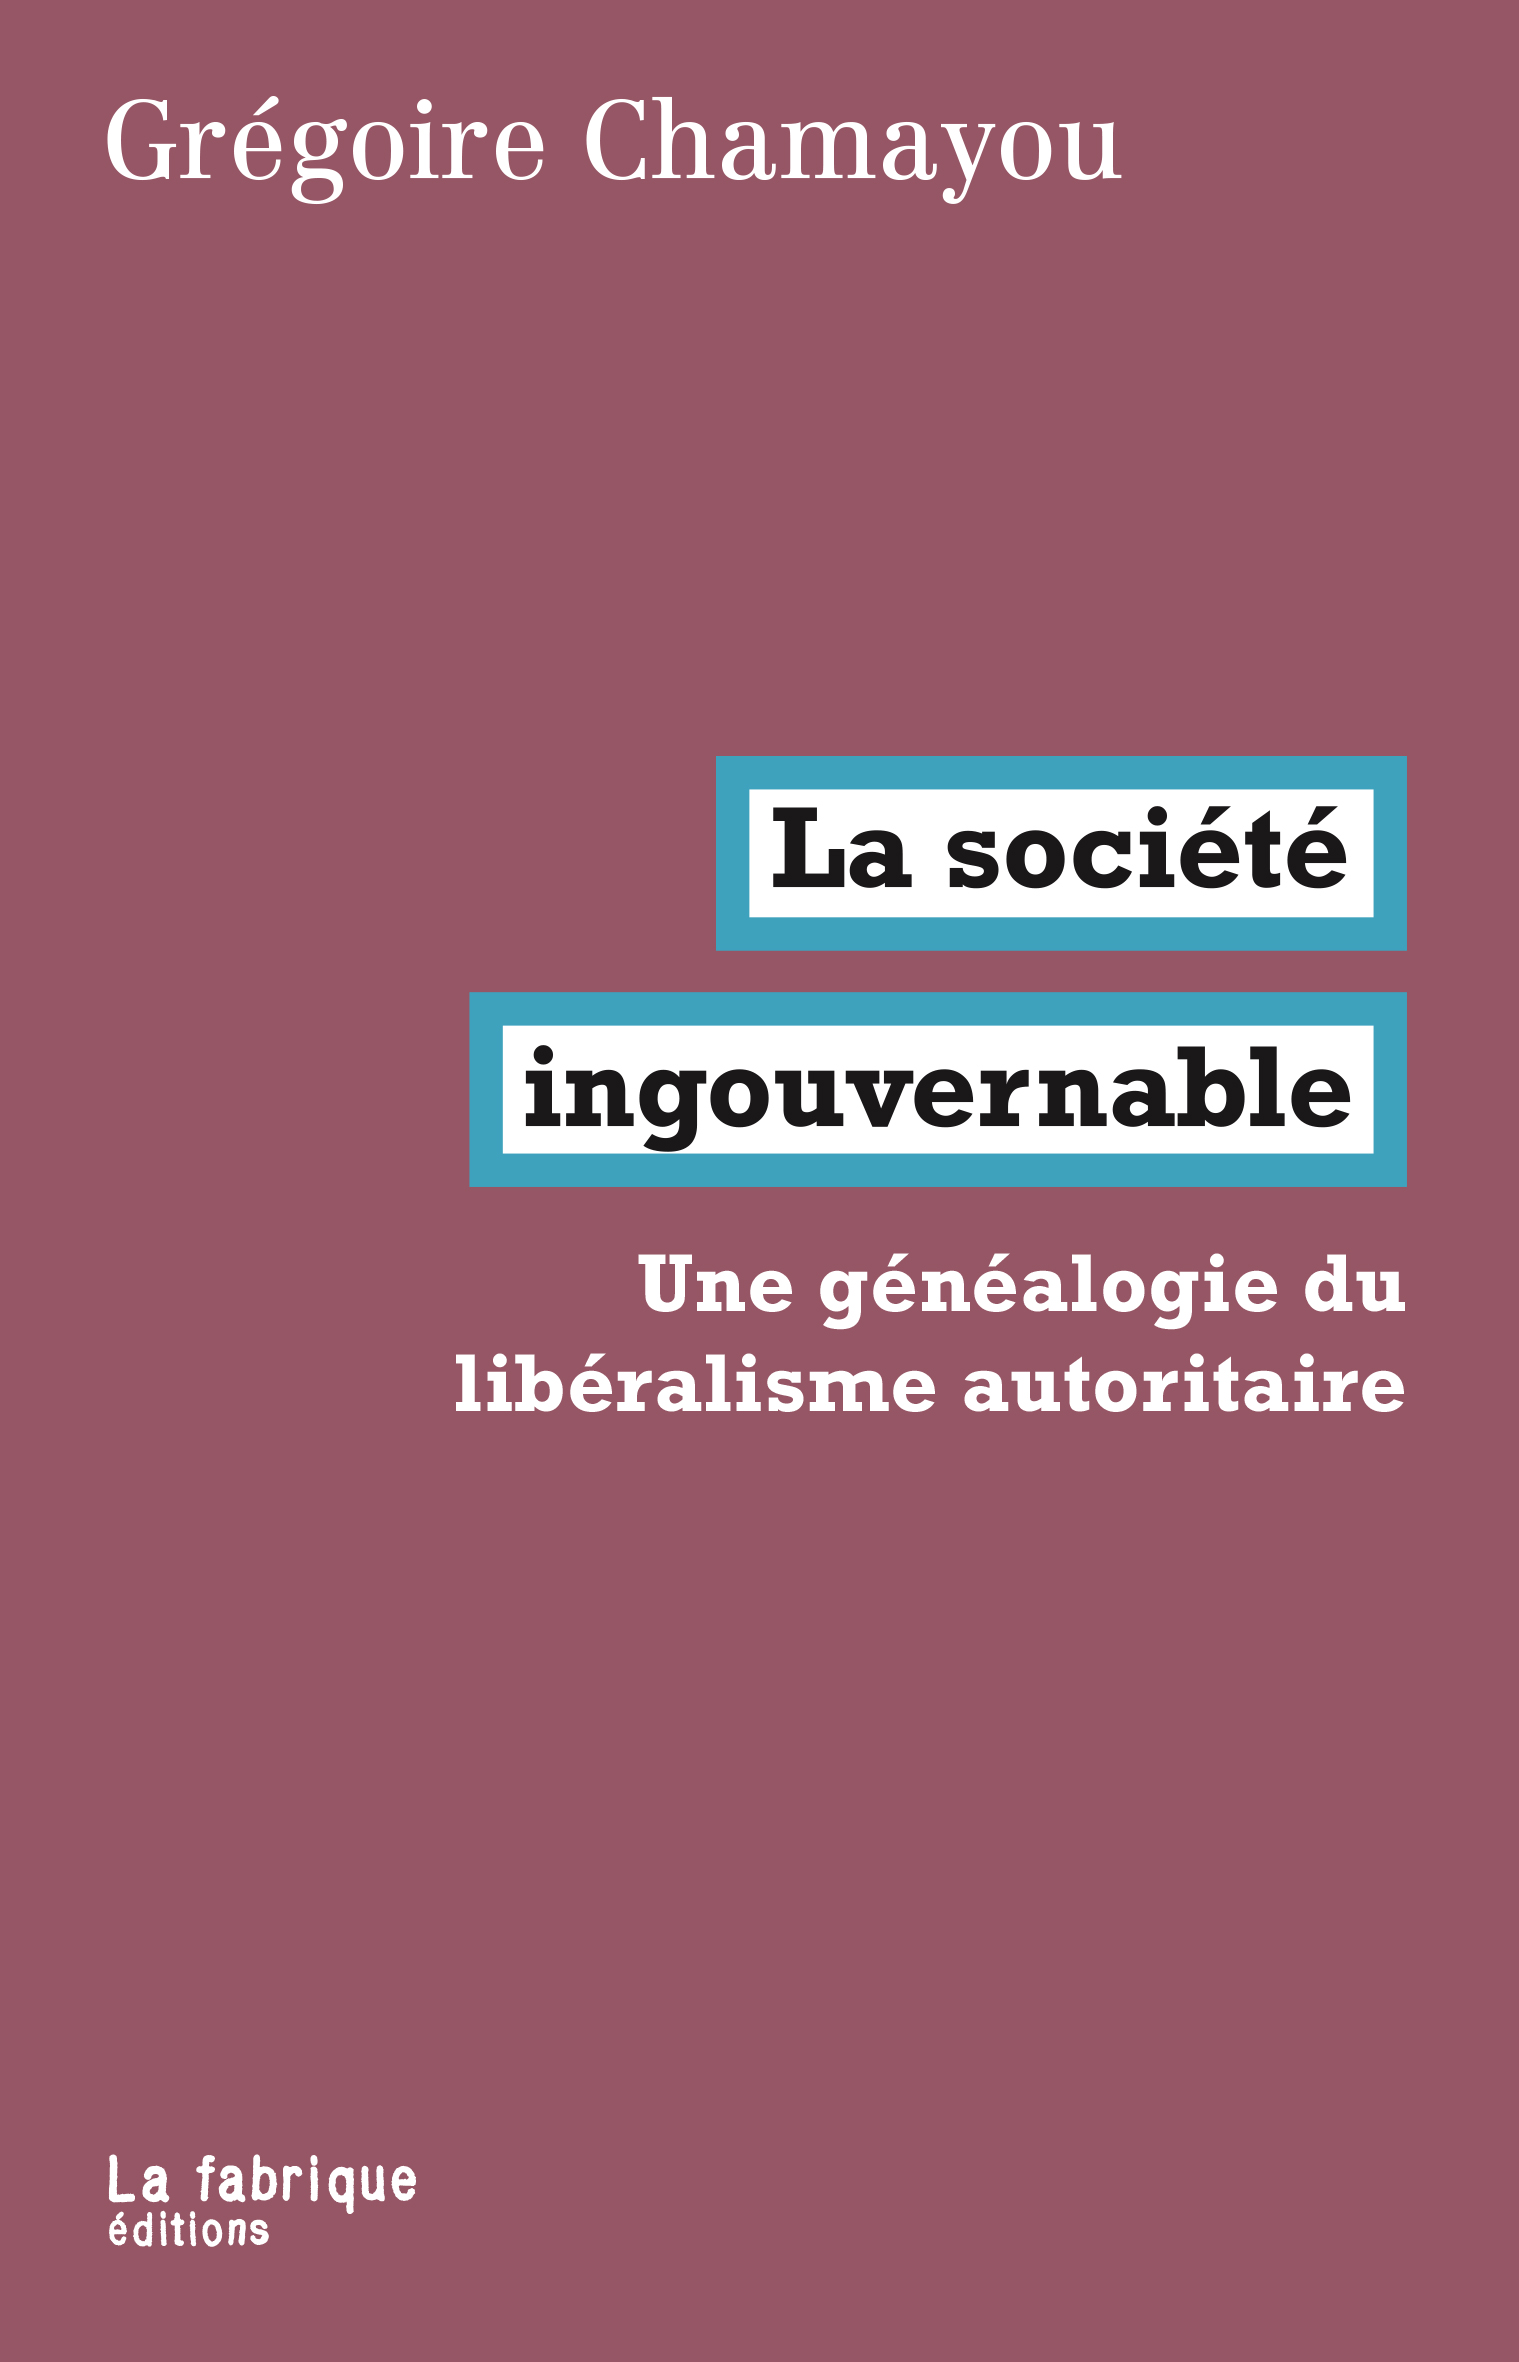 Grégoire Chamayou
La société
ingouvernable
Une généalogie du
libéralisme autoritaire
La fabrique
éditions